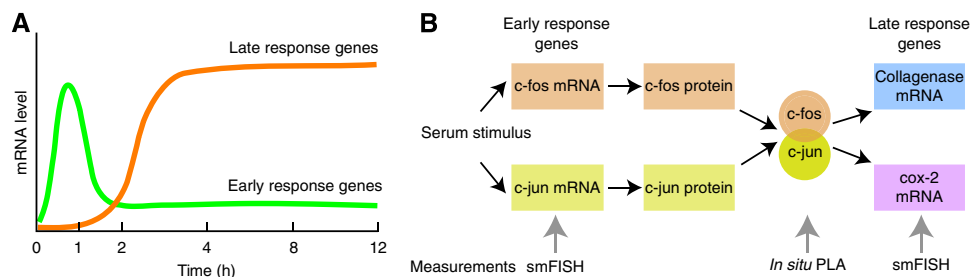 A
mRNA level
Late response genes
Early response genes
0
1
2
4
8
12
Time (h)
B
Early response
genes
Late response
genes
Serum stimulus
c-fos mRNA
c-fos protein
c-fos
c-jun
Collagenase
mRNA
c-jun mRNA
c-jun protein
cox-2
mRNA
Measurements
smFISH
In situ PLA
smFISH